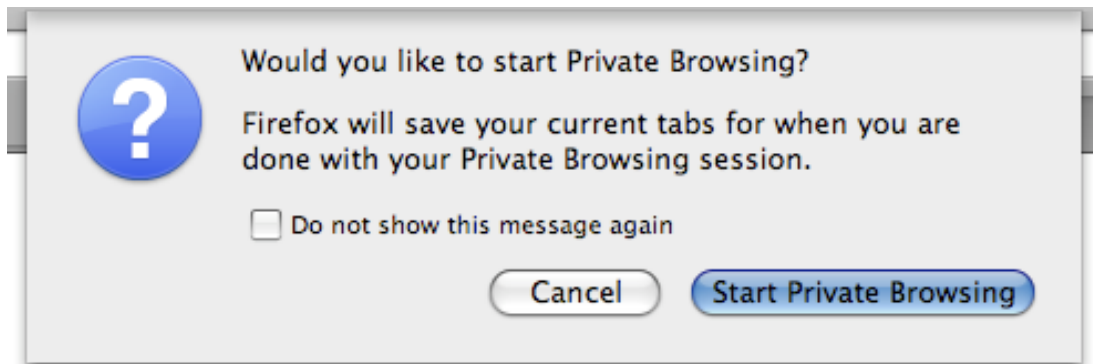 Would you like to start Private Browsing?
Firefox will save your current tabs for when you are
done with your Private Browsing session.
Do not show this message again
Cancel Start Private Browsing